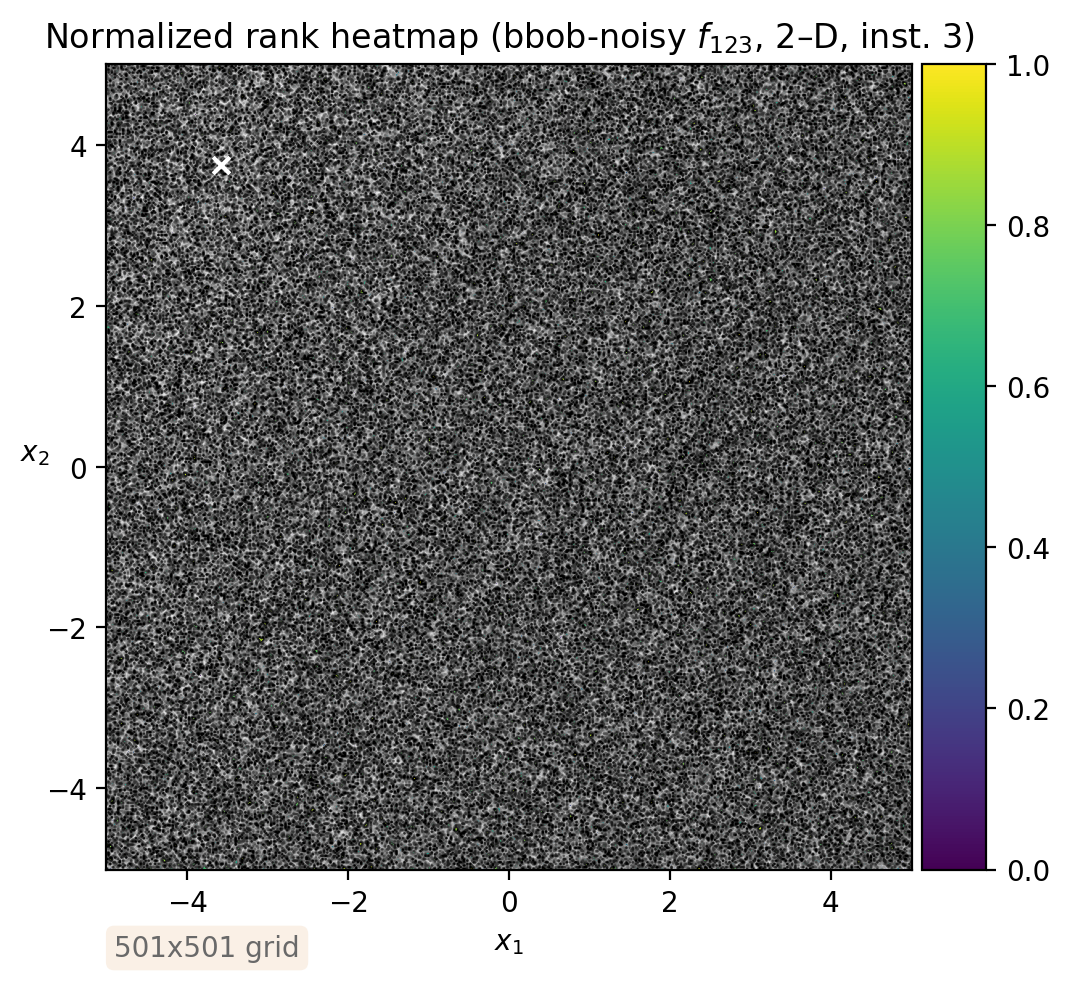 Normalized rank heatmap (bbob-noisy f₁₂₃, 2–D, inst. 3)
1.0
0.8
0.6
0.4
0.2
0.0
4
2
0
−2
−4
x₂
−4 −2 0 2 4
x₁
501x501 grid